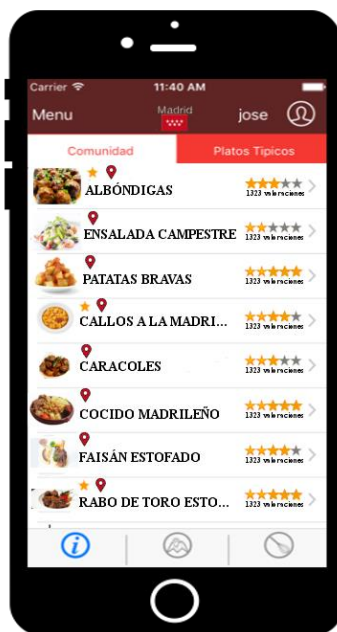 Carrier 11:40 AM
Menu Madrid jose
Comunidad Platos Tipicos
ALBÓNDIGAS
1323 valoraciones
ENSALADA CAMPESTRE
1323 valoraciones
PATATAS BRAVAS
1323 valoraciones
CALLOS A LA MADRI...
1323 valoraciones
CARACOLES
1323 valoraciones
COCIDO MADRILEÑO
1323 valoraciones
FAISÁN ESTOFADO
1323 valoraciones
RABO DE TORO ESTO...
1323 valoraciones
i